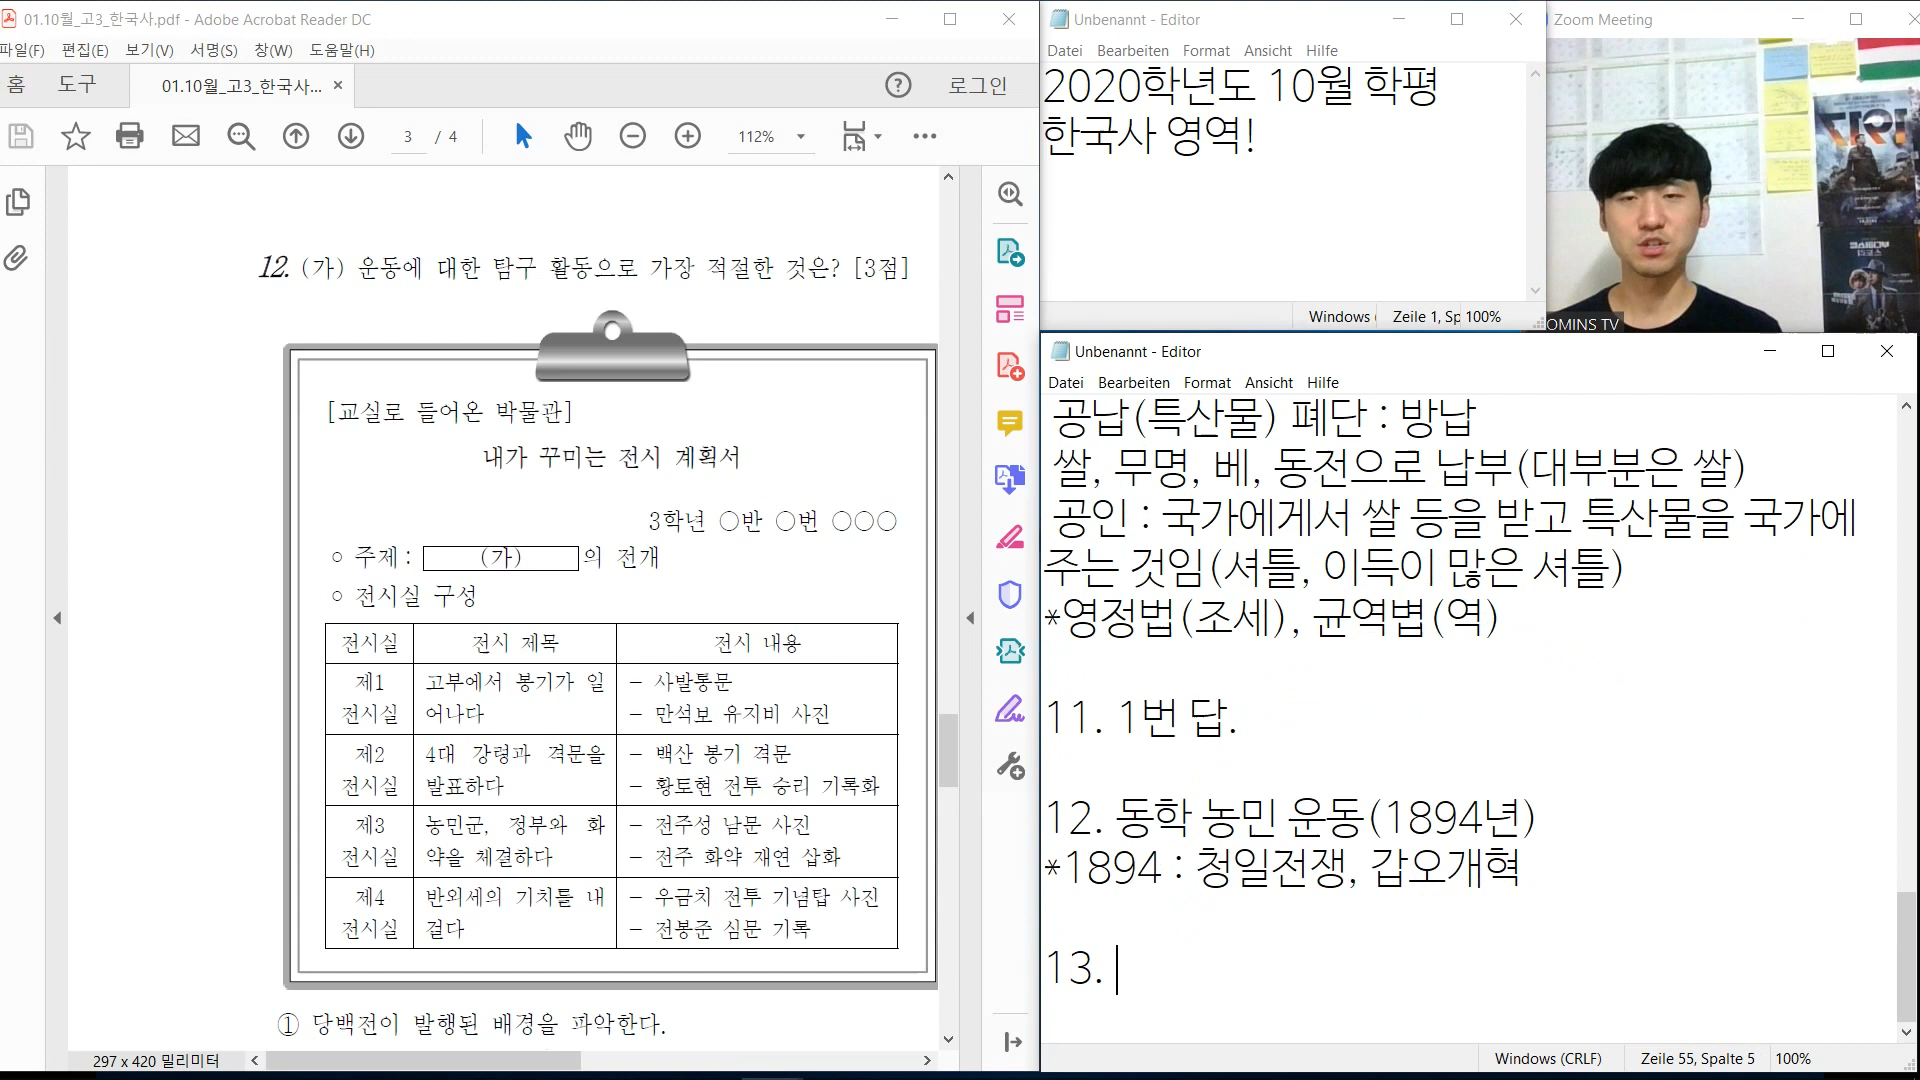 01.10월_고3_한국사.pdf - Adobe Acrobat Reader DC
파일(F) 편집(E) 보기(V) 서명(S) 창(W) 도움말(H)
홈 도구 01.10월_고3_한국사... × 로그인
3 / 4 112%
12. (가) 운동에 대한 탐구 활동으로 가장 적절한 것은? [3점]
[교실로 들어온 박물관]
내가 꾸미는 전시 계획서
3학년 ○반 ○번 ○○○
○ 주제 : (가) 의 전개
○ 전시실 구성
전시실 전시 제목 전시 내용
제1 전시실 고부에서 봉기가 일어나다 - 사발통문
- 만석보 유지비 사진
제2 전시실 4대 강령과 격문을 발표하다 - 백산 봉기 격문
- 황토현 전투 승리 기록화
제3 전시실 농민군, 정부와 화약을 체결하다 - 전주성 남문 사진
- 전주 화약 재연 삽화
제4 전시실 반외세의 기치를 내걸다 - 우금치 전투 기념탑 사진
- 전봉준 심문 기록
① 당백전이 발행된 배경을 파악한다.
297 x 420 밀리미터
Unbenannt - Editor
Datei Bearbeiten Format Ansicht Hilfe
2020학년도 10월 학평
한국사 영역!
Windows ( Zeile 1, Sp 100%
Zoom Meeting
OMINS TV
Unbenannt - Editor
Datei Bearbeiten Format Ansicht Hilfe
공납(특산물) 폐단 : 방납
쌀, 무명, 베, 동전으로 납부(대부분은 쌀)
공인 : 국가에게서 쌀 등을 받고 특산물을 국가에
주는 것임(셔틀, 이득이 많은 셔틀)
*영정법(조세), 균역볍(역)
11. 1번 답.
12. 동학 농민 운동(1894년)
*1894 : 청일전쟁, 갑오개혁
13.
Windows (CRLF) Zeile 55, Spalte 5 100%